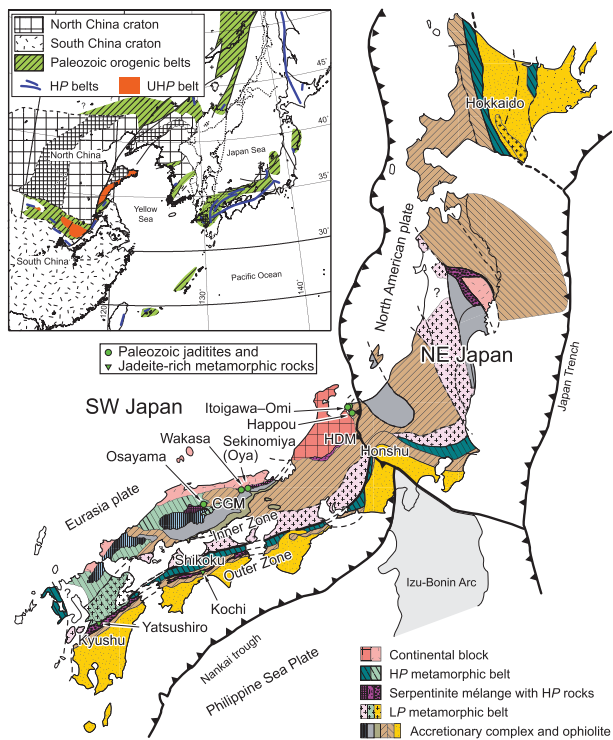 North China craton
South China craton
Paleozoic orogenic belts
HP belts
UHP belt
45°
40°
35°
30°
120°
130°
140°
North China
Japan Sea
Yellow
Sea
South China
Pacific Ocean
Paleozoic jaditites and
Jadeite-rich metamorphic rocks
Hokkaido
North American plate
?
NE Japan
Japan Trench
SW Japan
Itoigawa–Omi
Happou
Wakasa
Sekinomiya
(Oya)
HDM
Honshu
Osayama
CGM
Eurasia plate
Inner Zone
Shikoku
Outer Zone
Izu-Bonin Arc
Kochi
Yatsushiro
Kyushu
Nankai trough
Philippine Sea Plate
Continental block
HP metamorphic belt
Serpentinite mélange with HP rocks
LP metamorphic belt
Accretionary complex and ophiolite